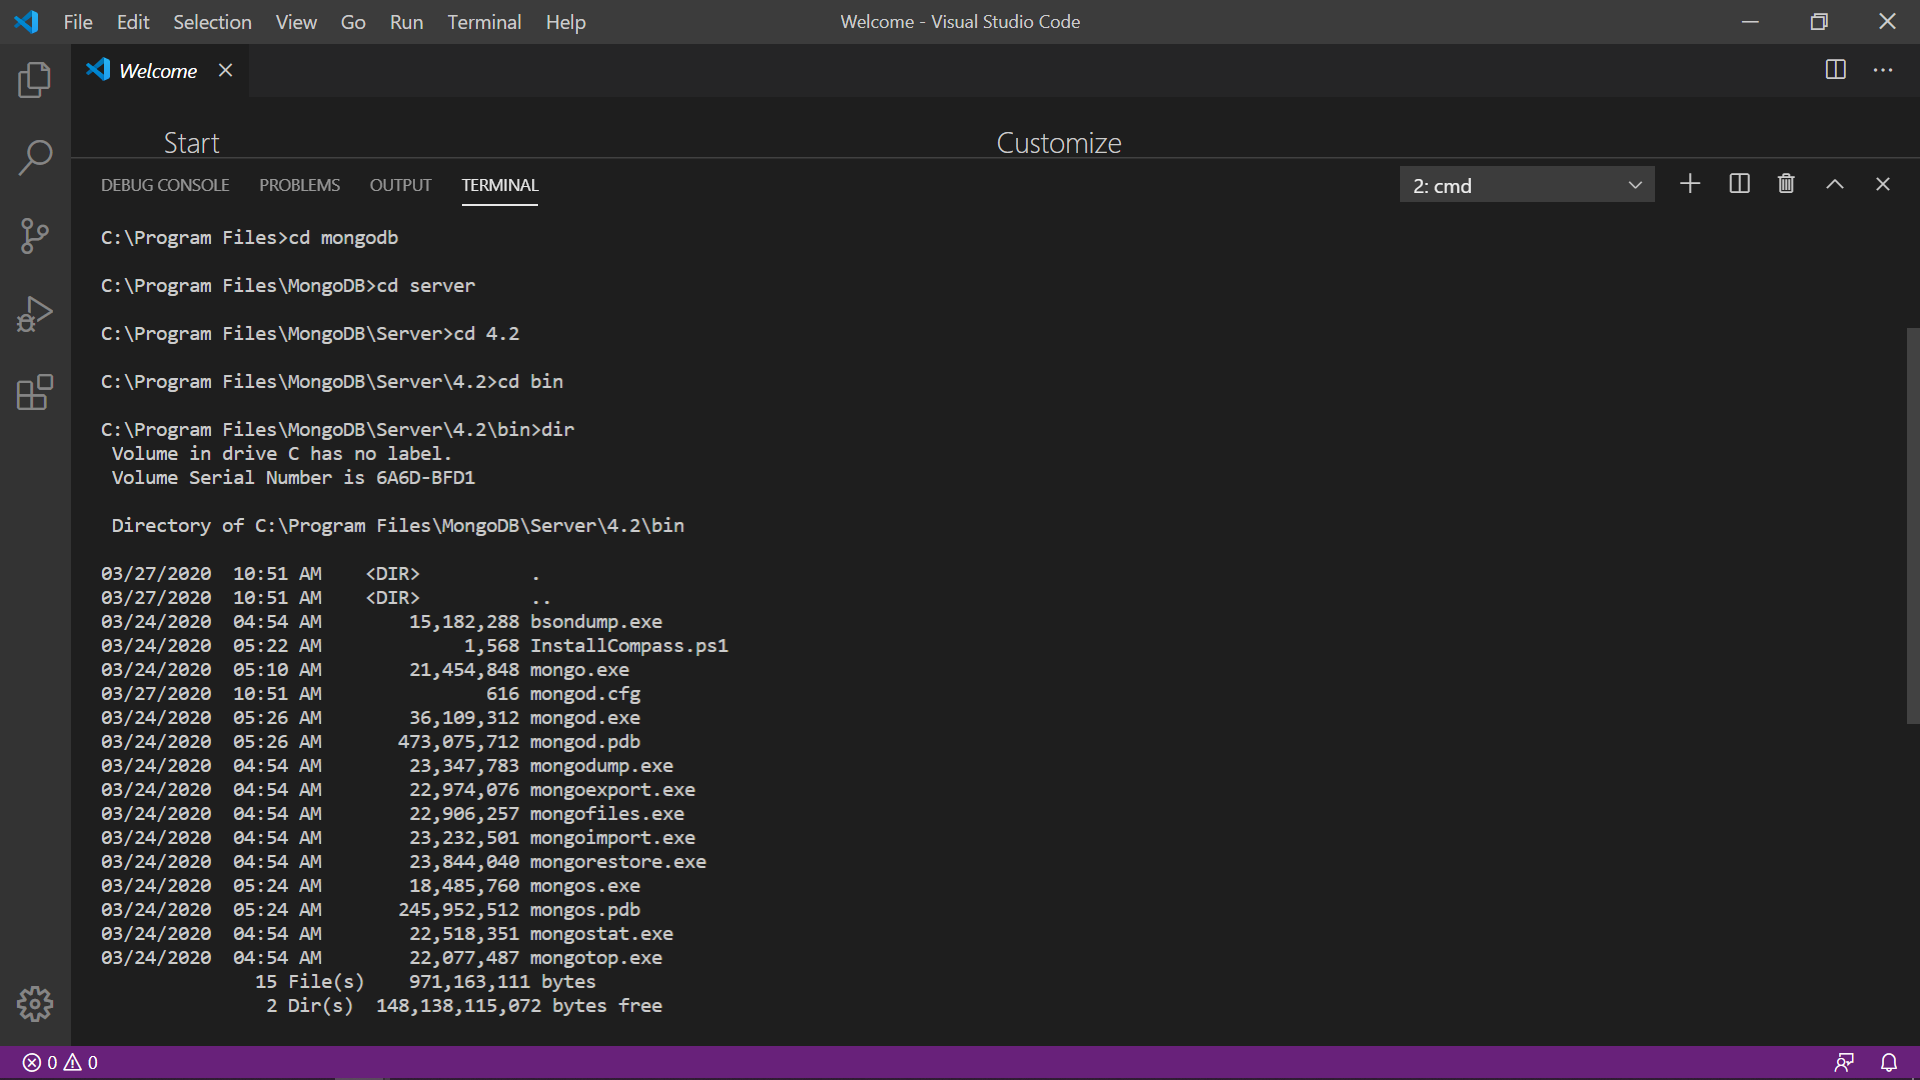 File Edit Selection View Go Run Terminal Help
Welcome - Visual Studio Code
Welcome
Start
Customize
DEBUG CONSOLE PROBLEMS OUTPUT TERMINAL
2: cmd
C:\Program Files>cd mongodb
C:\Program Files\MongoDB>cd server
C:\Program Files\MongoDB\Server>cd 4.2
C:\Program Files\MongoDB\Server\4.2>cd bin
C:\Program Files\MongoDB\Server\4.2\bin>dir
Volume in drive C has no label.
Volume Serial Number is 6A6D-BFD1
Directory of C:\Program Files\MongoDB\Server\4.2\bin
03/27/2020 10:51 AM <DIR> .
03/27/2020 10:51 AM <DIR> ..
03/24/2020 04:54 AM 15,182,288 bsondump.exe
03/24/2020 05:22 AM 1,568 InstallCompass.ps1
03/24/2020 05:10 AM 21,454,848 mongo.exe
03/27/2020 10:51 AM 616 mongod.cfg
03/24/2020 05:26 AM 36,109,312 mongod.exe
03/24/2020 05:26 AM 473,075,712 mongod.pdb
03/24/2020 04:54 AM 23,347,783 mongodump.exe
03/24/2020 04:54 AM 22,974,076 mongoexport.exe
03/24/2020 04:54 AM 22,906,257 mongofiles.exe
03/24/2020 04:54 AM 23,232,501 mongoimport.exe
03/24/2020 04:54 AM 23,844,040 mongorestore.exe
03/24/2020 05:24 AM 18,485,760 mongos.exe
03/24/2020 05:24 AM 245,952,512 mongos.pdb
03/24/2020 04:54 AM 22,518,351 mongostat.exe
03/24/2020 04:54 AM 22,077,487 mongotop.exe
15 File(s) 971,163,111 bytes
2 Dir(s) 148,138,115,072 bytes free
0 0